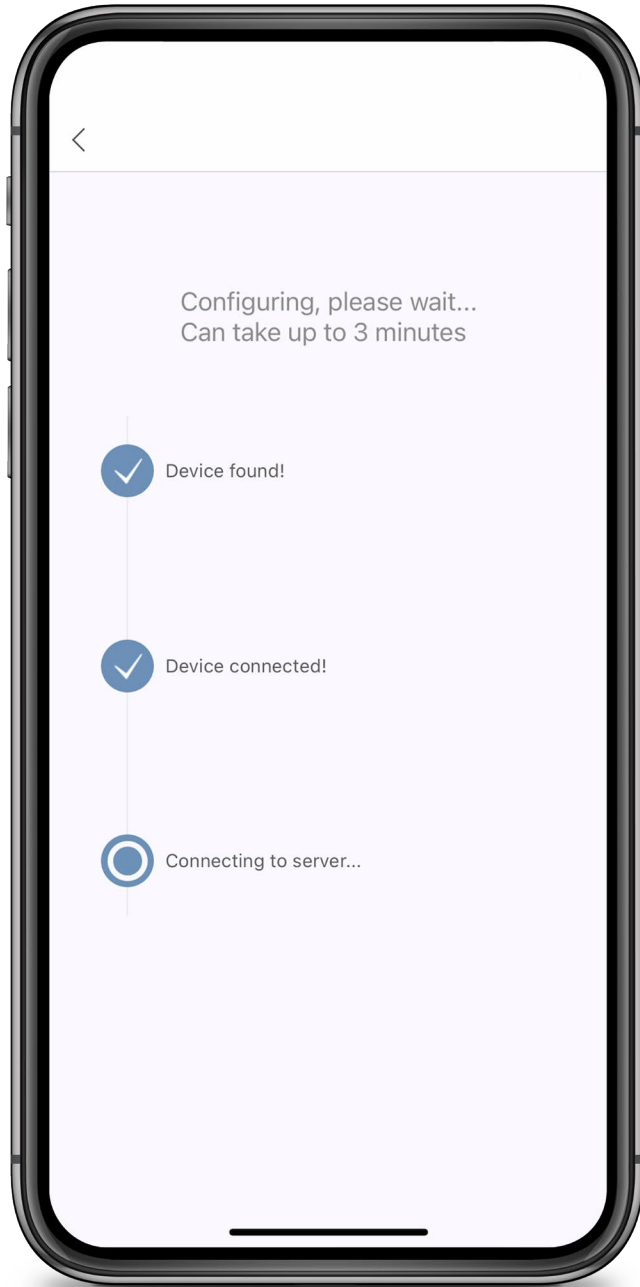 Configuring, please wait...
Can take up to 3 minutes
Device found!
Device connected!
Connecting to server...